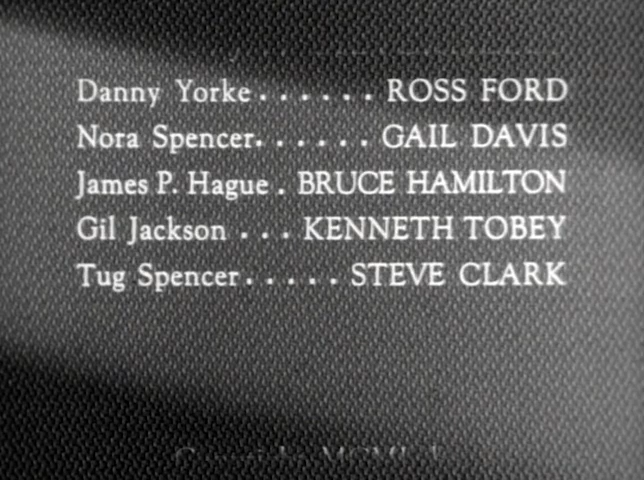 Danny Yorke . . . . . . ROSS FORD
Nora Spencer. . . . . . GAIL DAVIS
James P. Hague . BRUCE HAMILTON
Gil Jackson . . . KENNETH TOBEY
Tug Spencer . . . . . STEVE CLARK